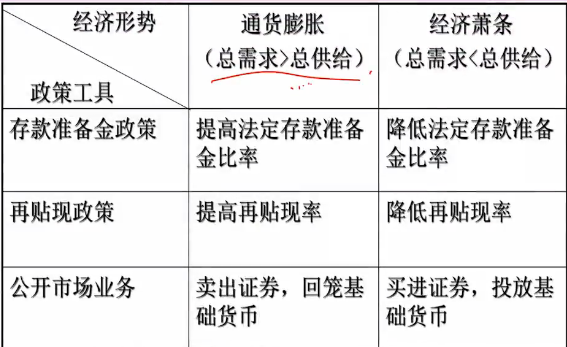 经济形势
政策工具
通货膨胀
（总需求>总供给）
经济萧条
（总需求<总供给）
存款准备金政策
提高法定存款准备
金比率
降低法定存款准备
金比率
再贴现政策
提高再贴现率
降低再贴现率
公开市场业务
卖出证券，回笼基
础货币
买进证券，投放基
础货币